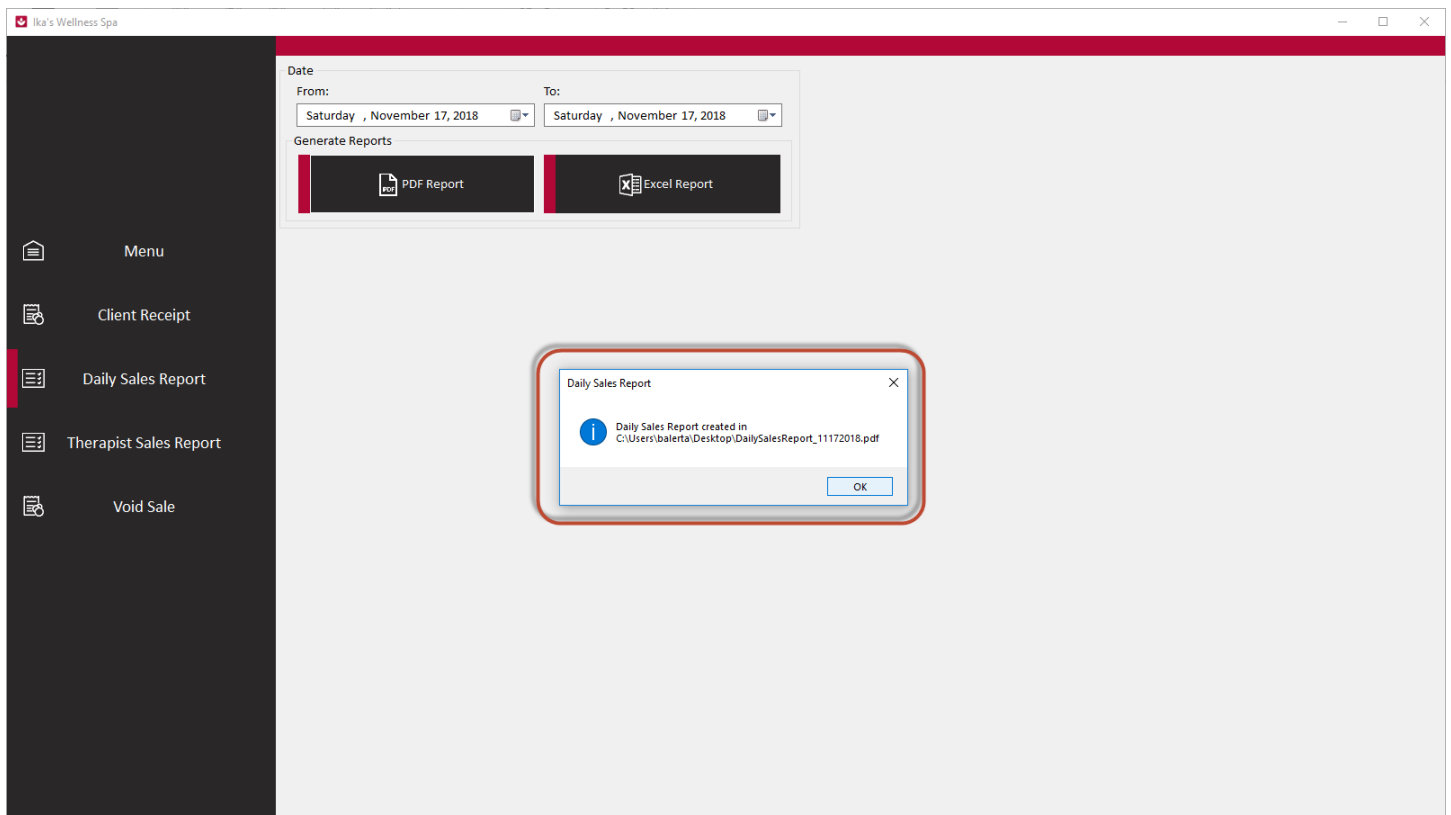 Ika's Wellness Spa
Date
From:
To:
Saturday , November 17, 2018
Saturday , November 17, 2018
Generate Reports
PDF
PDF Report
X
Excel Report
Menu
Client Receipt
Daily Sales Report
Therapist Sales Report
Void Sale
Daily Sales Report
i
Daily Sales Report created in
C:\Users\balerta\Desktop\DailySalesReport_11172018.pdf
OK